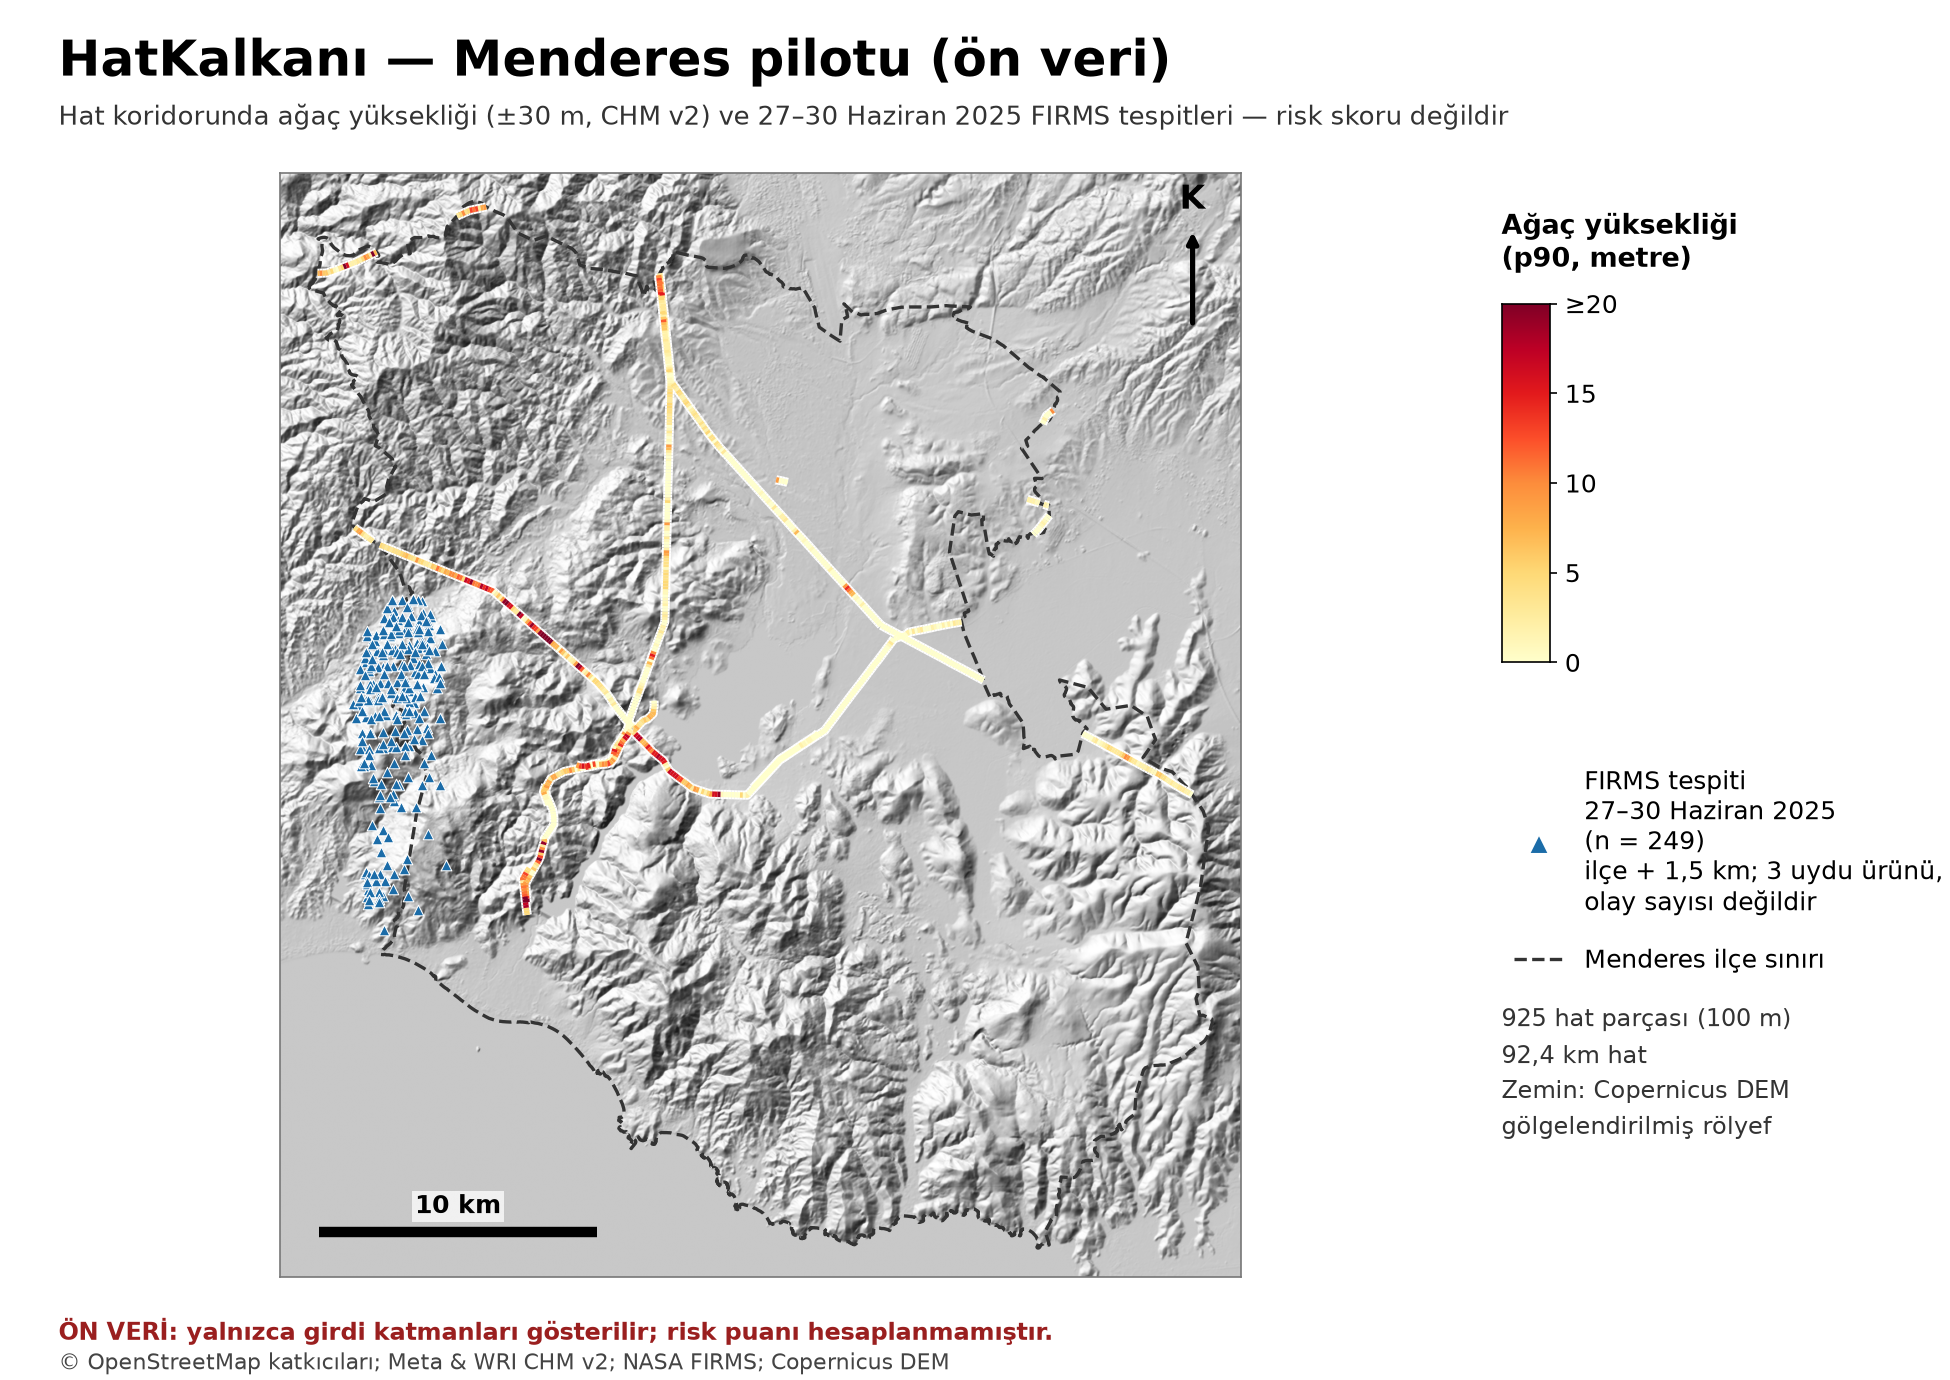 HatKalkanı — Menderes pilotu (ön veri)
Hat koridorunda ağaç yüksekliği (±30 m, CHM v2) ve 27–30 Haziran 2025 FIRMS tespitleri — risk skoru değildir
K
10 km
Ağaç yüksekliği
(p90, metre)
≥20
15
10
5
0
FIRMS tespiti
27–30 Haziran 2025
(n = 249)
ilçe + 1,5 km; 3 uydu ürünü,
olay sayısı değildir
Menderes ilçe sınırı
925 hat parçası (100 m)
92,4 km hat
Zemin: Copernicus DEM
gölgelendirilmiş rölyef
ÖN VERİ: yalnızca girdi katmanları gösterilir; risk puanı hesaplanmamıştır.
© OpenStreetMap katkıcıları; Meta & WRI CHM v2; NASA FIRMS; Copernicus DEM